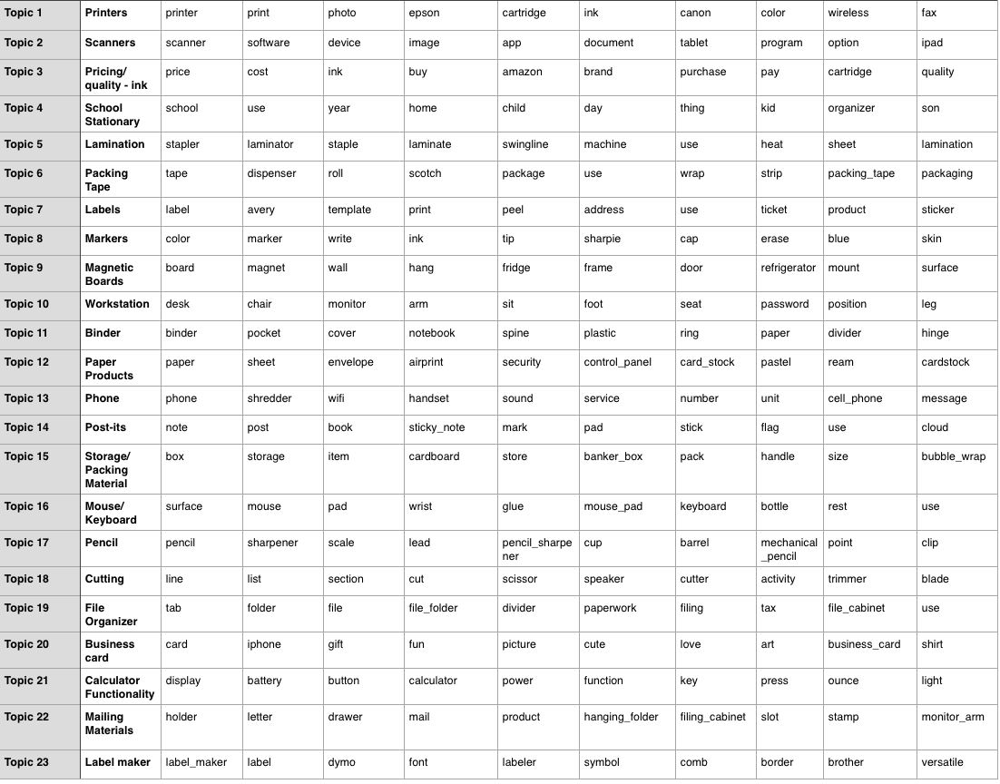 Topic 1 Printers printer print photo epson cartridge ink canon color wireless fax
Topic 2 Scanners scanner software device image app document tablet program option ipad
Topic 3 Pricing/ price cost ink buy amazon brand purchase pay cartridge quality
quality - ink
Topic 4 School school use year home child day thing kid organizer son
Stationary
Topic 5 Lamination stapler laminator staple laminate swingline machine use heat sheet lamination
Topic 6 Packing tape dispenser roll scotch package use wrap strip packing_tape packaging
Tape
Topic 7 Labels label avery template print peel address use ticket product sticker
Topic 8 Markers color marker write ink tip sharpie cap erase blue skin
Topic 9 Magnetic board magnet wall hang fridge frame door refrigerator mount surface
Boards
Topic 10 Workstation desk chair monitor arm sit foot seat password position leg
Topic 11 Binder binder pocket cover notebook spine plastic ring paper divider hinge
Topic 12 Paper paper sheet envelope airprint security control_panel card_stock pastel ream cardstock
Products
Topic 13 Phone phone shredder wifi handset sound service number unit cell_phone message
Topic 14 Post-its note post book sticky_note mark pad stick flag use cloud
Topic 15 Storage/ box storage item cardboard store banker_box pack handle size bubble_wrap
Packing
Material
Topic 16 Mouse/ surface mouse pad wrist glue mouse_pad keyboard bottle rest use
Keyboard
Topic 17 Pencil pencil sharpener scale lead pencil_sharpe cup barrel mechanical point clip
ner _pencil
Topic 18 Cutting line list section cut scissor speaker cutter activity trimmer blade
Topic 19 File tab folder file file_folder divider paperwork filing tax file_cabinet use
Organizer
Topic 20 Business card iphone gift fun picture cute love art business_card shirt
card
Topic 21 Calculator display battery button calculator power function key press ounce light
Functionality
Topic 22 Mailing holder letter drawer mail product hanging_folder filing_cabinet slot stamp monitor_arm
Materials
Topic 23 Label maker label_maker label dymo font labeler symbol comb border brother versatile